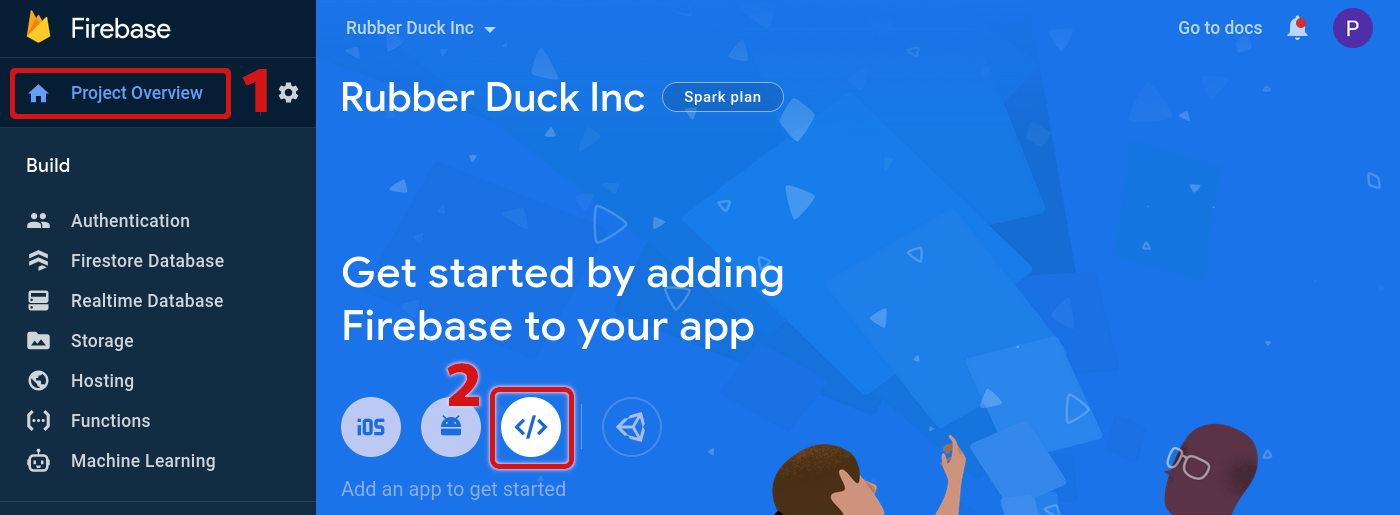 Firebase
Rubber Duck Inc
Go to docs
P
Project Overview
1
Rubber Duck Inc
Spark plan
Build
Authentication
Firestore Database
Realtime Database
Storage
Hosting
Functions
Machine Learning
Get started by adding
Firebase to your app
2
iOS
</>
Add an app to get started